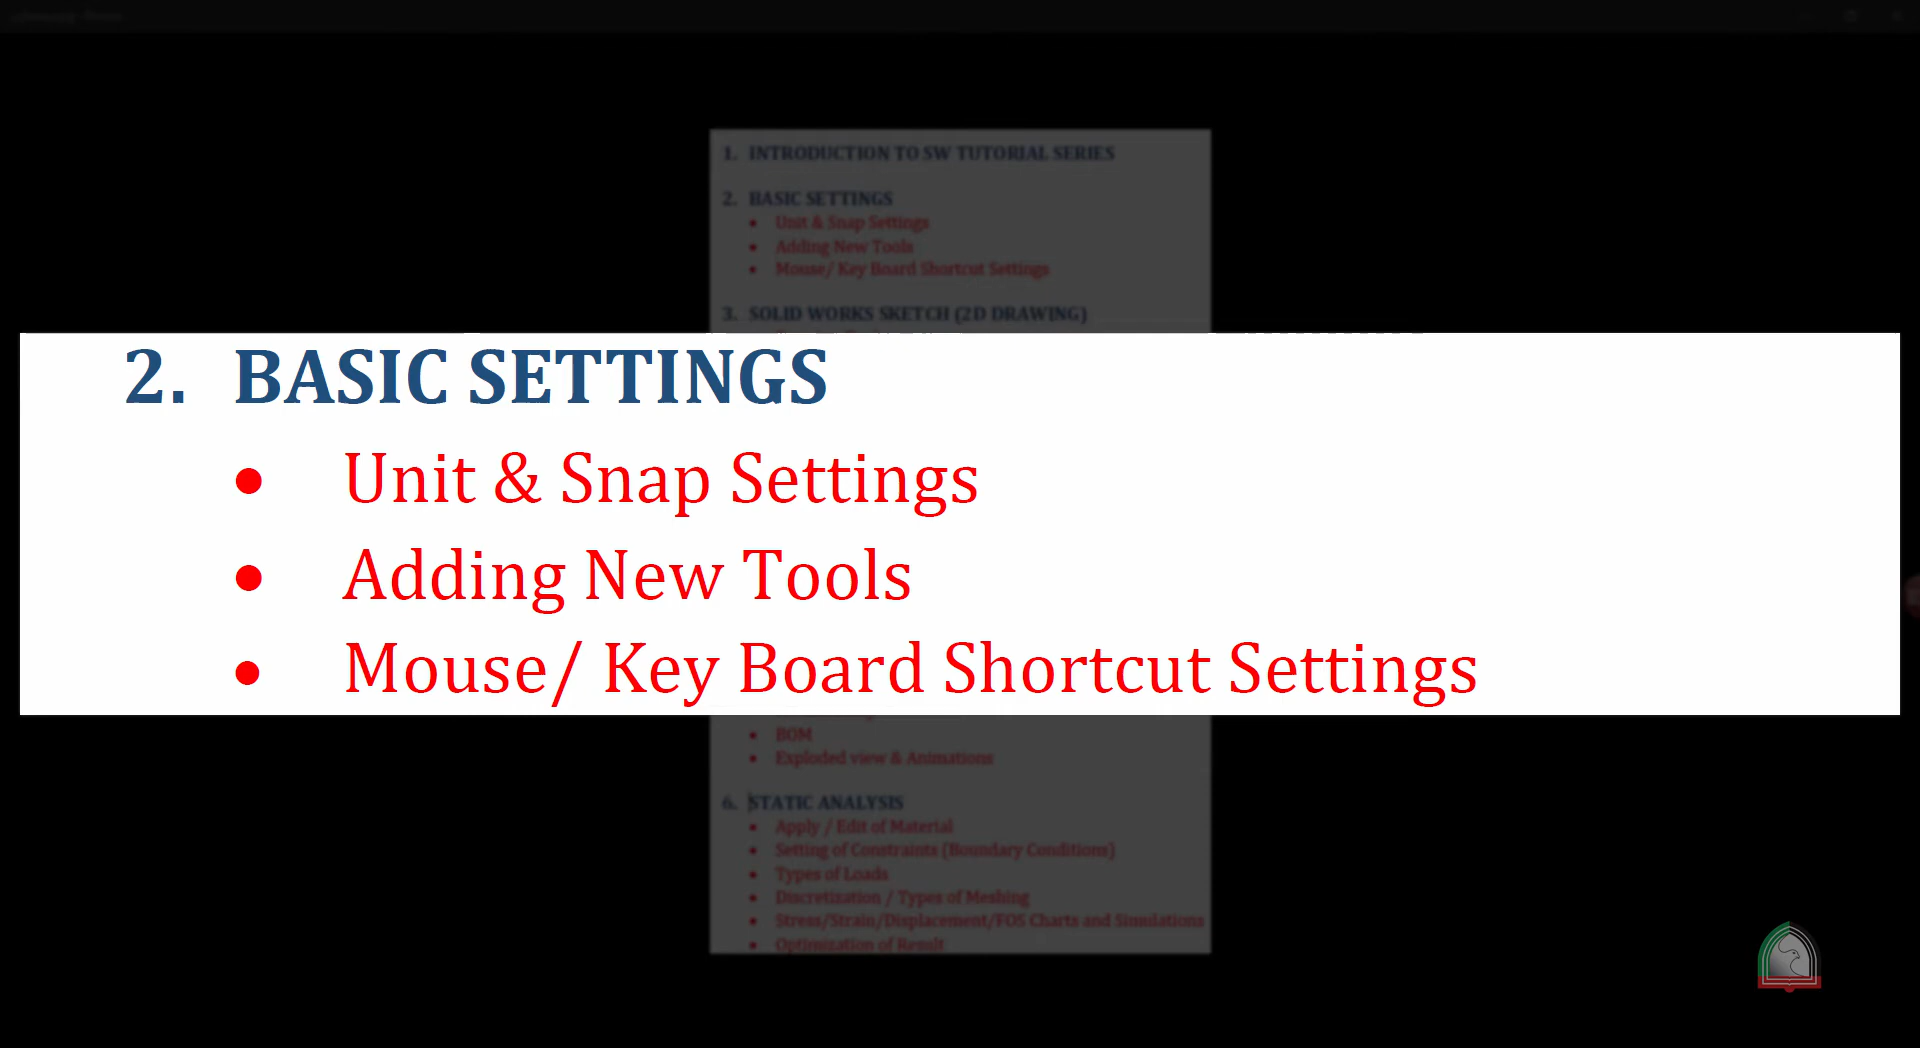 1. INTRODUCTION TO SW TUTORIAL SERIES
2. BASIC SETTINGS
• Unit & Snap Settings
• Adding New Tools
• Mouse/ Key Board Shortcut Settings
3. SOLID WORKS SKETCH (2D DRAWING)
2. BASIC SETTINGS
• Unit & Snap Settings
• Adding New Tools
• Mouse/ Key Board Shortcut Settings
• BOM
• Exploded view & Animations
6. STATIC ANALYSIS
• Apply / Edit of Material
• Setting of Constraints (Boundary Conditions)
• Types of Loads
• Discretization / Types of Meshing
• Stress/Strain/Displacement/FOS Charts and Simulations
• Optimization of Result